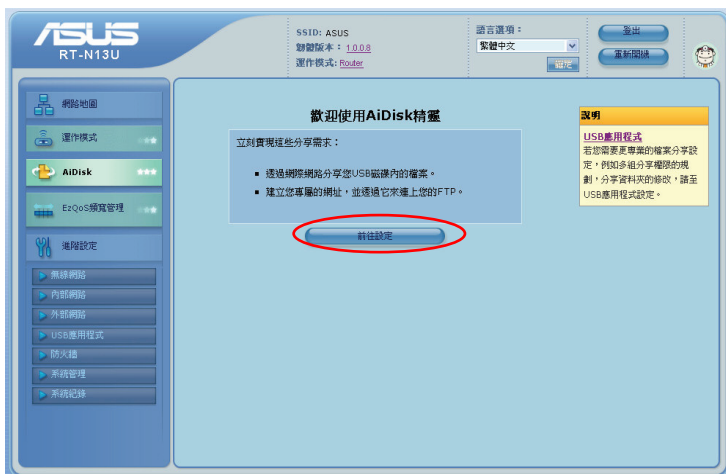 ASUS
RT-N13U
SSID: ASUS
韌體版本： 1.0.0.8
運作模式: Router
語言選項：
繁體中文
確定
登出
重新開機
網路地圖
運作模式
AiDisk
EzQoS頻寬管理
進階設定
無線網路
內部網路
外部網路
USB應用程式
防火牆
系統管理
系統紀錄
歡迎使用AiDisk精靈
立刻實現這些分享需求：
▪ 透過網際網路分享您USB磁碟內的檔案。
▪ 建立您專屬的網址，並透過它來連上您的FTP。
前往設定
說明
USB應用程式
若您需要更專業的檔案分享設
定，例如多組分享權限的規
劃，分享資料夾的修改，請至
USB應用程式設定。